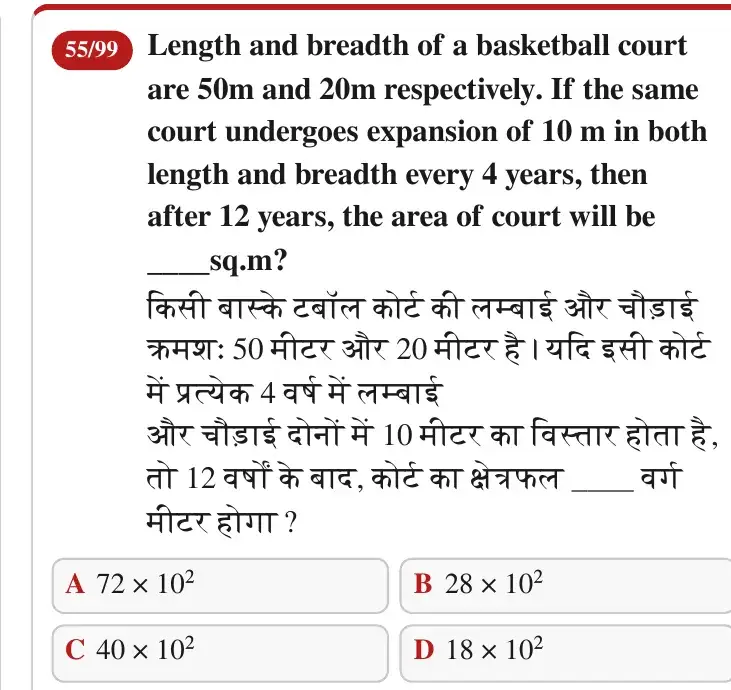 55/99 Length and breadth of a basketball court
are 50m and 20m respectively. If the same
court undergoes expansion of 10 m in both
length and breadth every 4 years, then
after 12 years, the area of court will be
____sq.m?
किसी बास्केटबॉल कोर्ट की लम्बाई और चौड़ाई
क्रमशः 50 मीटर और 20 मीटर है। यदि इसी कोर्ट
में प्रत्येक 4 वर्ष में लम्बाई
और चौड़ाई दोनों में 10 मीटर का विस्तार होता है,
तो 12 वर्षों के बाद, कोर्ट का क्षेत्रफल ____ वर्ग
मीटर होगा ?
A 72 × 10²
B 28 × 10²
C 40 × 10²
D 18 × 10²